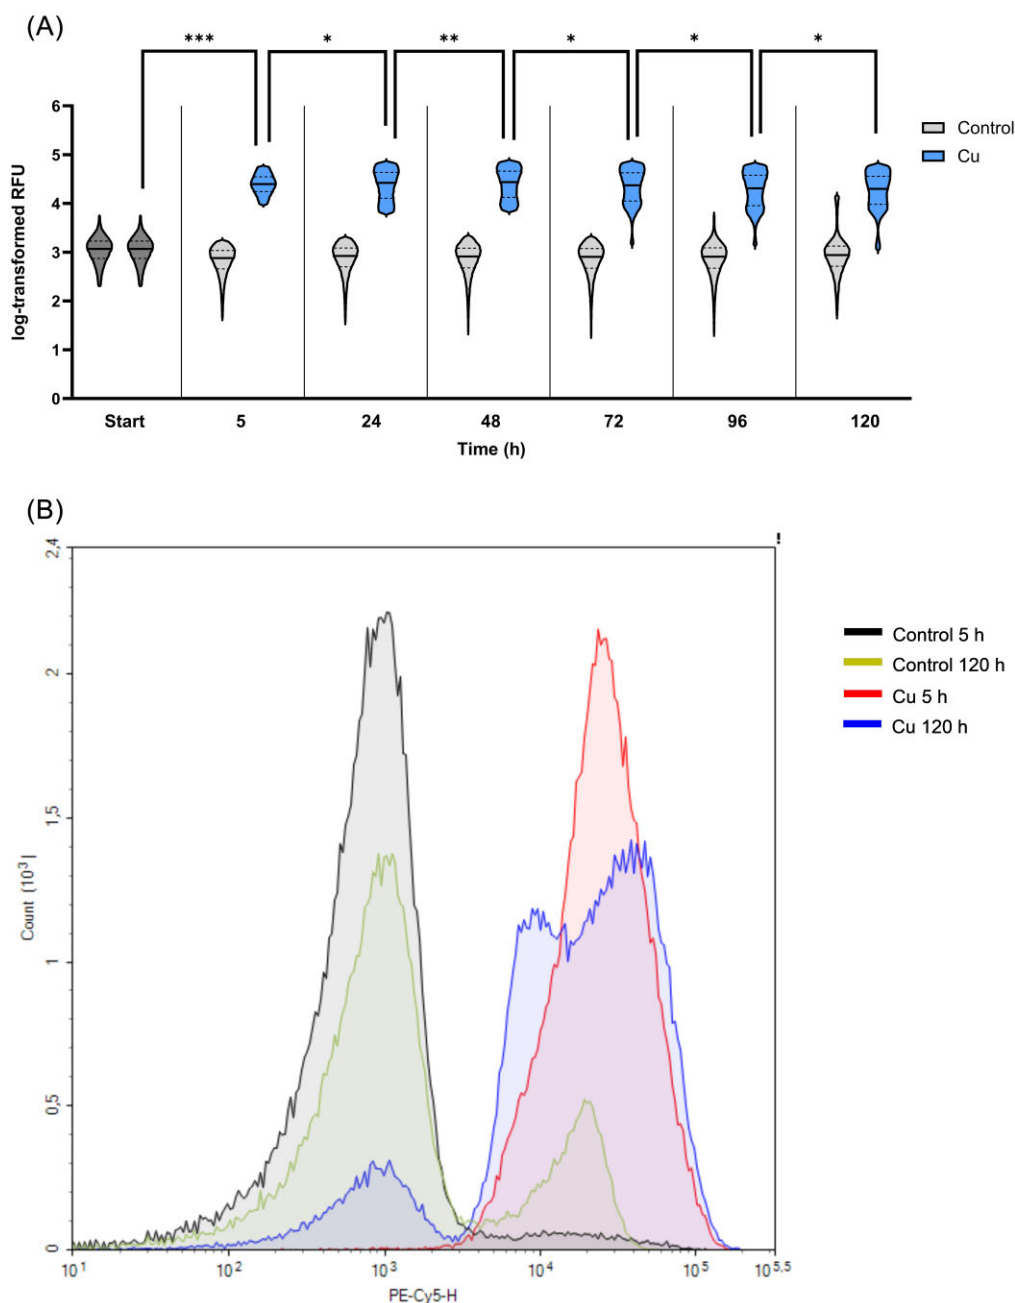 (A)
*** * ** * * *
6
5
4
3
2
1
0
log-transformed RFU
Control
Cu
Start 5 24 48 72 96 120
Time (h)
(B)
!
2,4
2
1,5
1
0,5
0
Count (10³)
10¹ 10² 10³ 10⁴ 10⁵ 10⁵·⁵
PE-Cy5-H
Control 5 h
Control 120 h
Cu 5 h
Cu 120 h